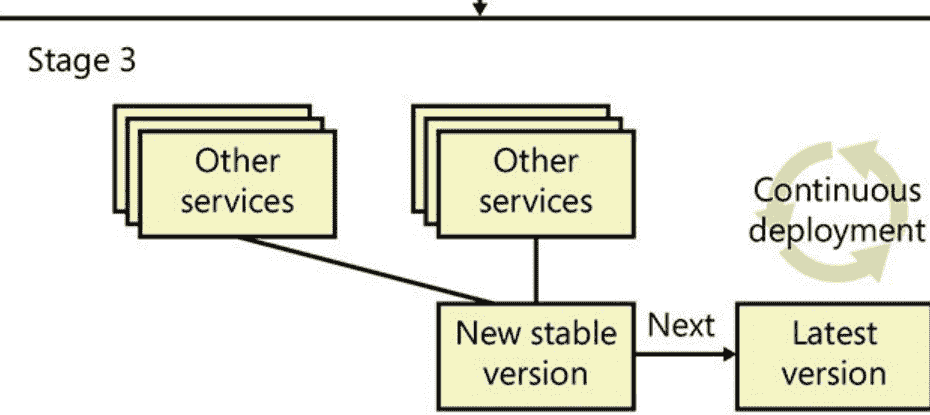 Stage 3
Other
services
Other
services
Continuous
deployment
New stable
version
Next
Latest
version